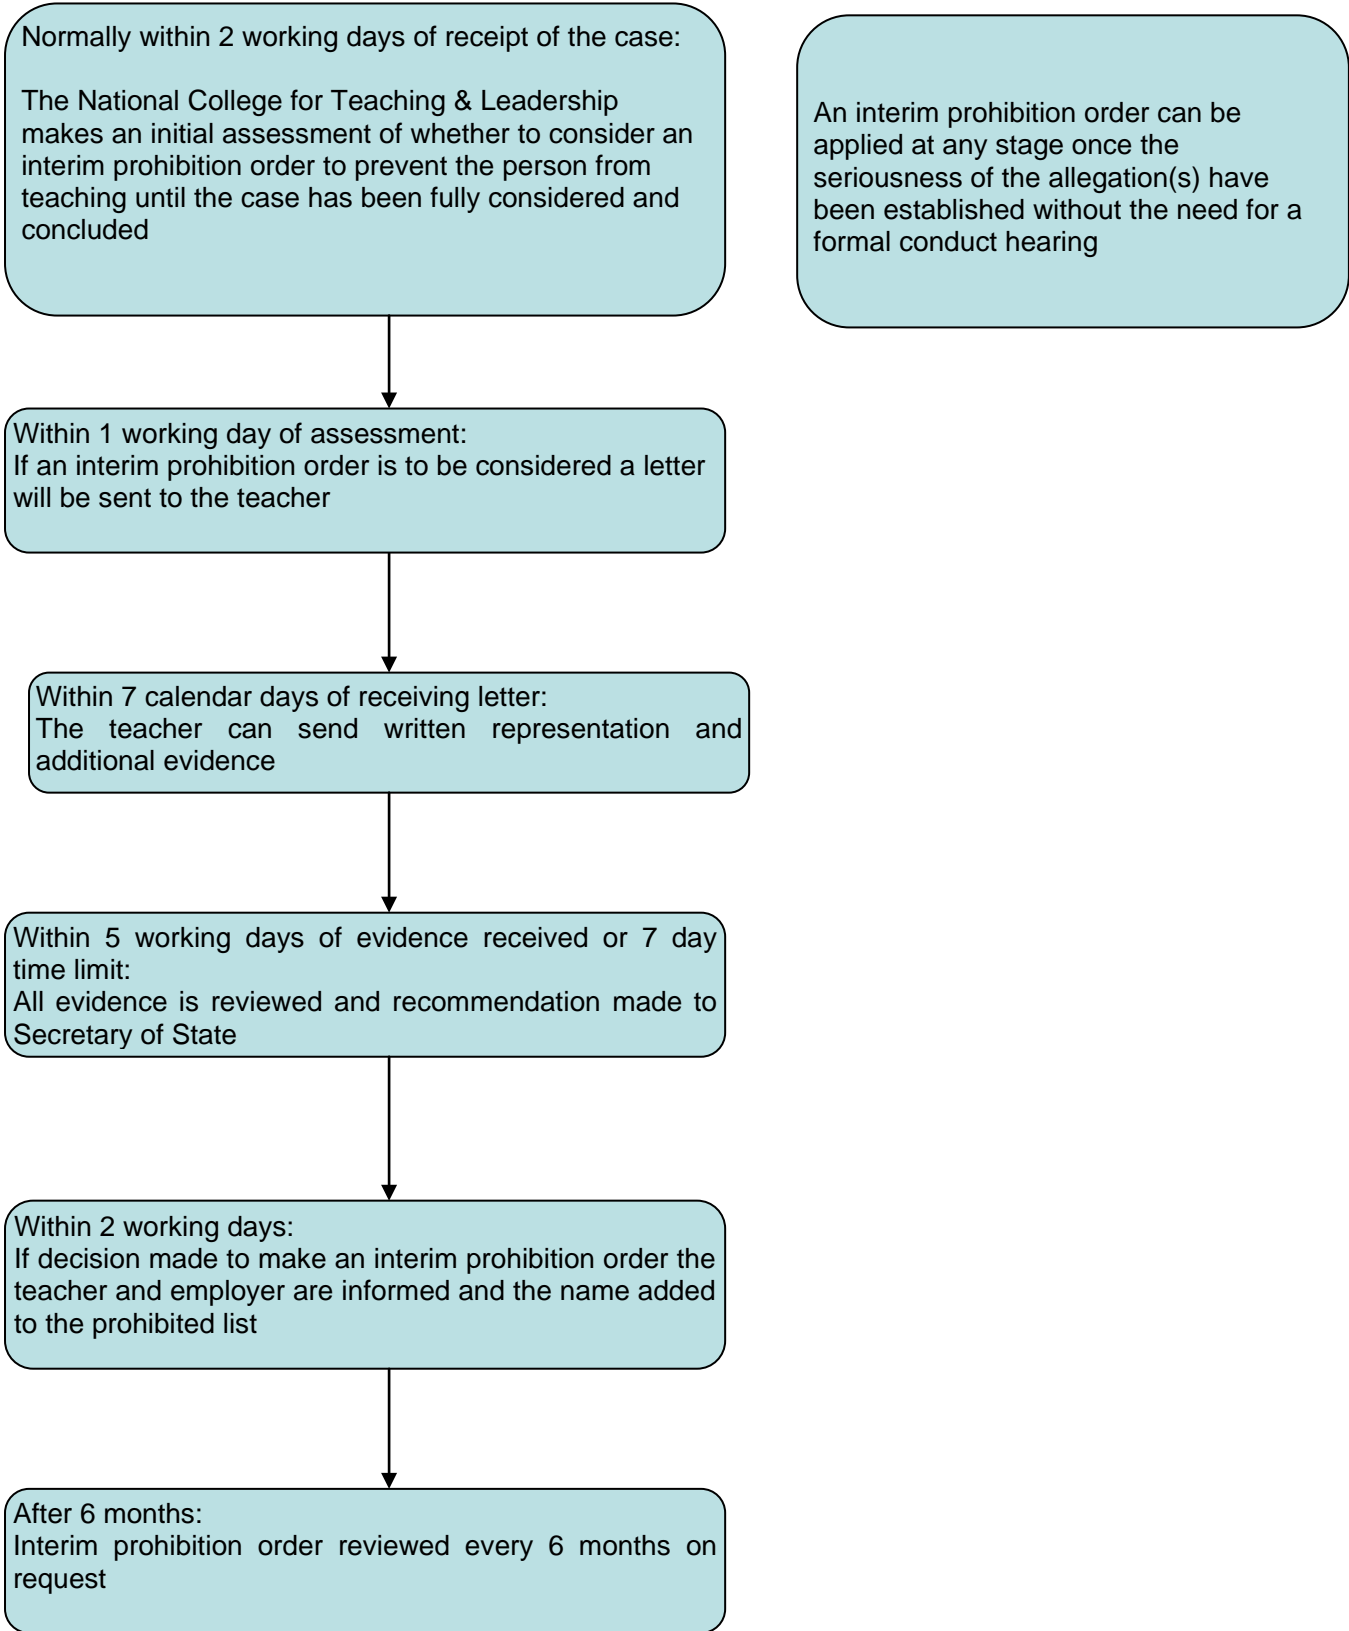 Normally within 2 working days of receipt of the case:
The National College for Teaching & Leadership
makes an initial assessment of whether to consider an
interim prohibition order to prevent the person from
teaching until the case has been fully considered and
concluded
An interim prohibition order can be
applied at any stage once the
seriousness of the allegation(s) have
been established without the need for a
formal conduct hearing
Within 1 working day of assessment:
If an interim prohibition order is to be considered a letter
will be sent to the teacher
Within 7 calendar days of receiving letter:
The teacher can send written representation and
additional evidence
Within 5 working days of evidence received or 7 day
time limit:
All evidence is reviewed and recommendation made to
Secretary of State
Within 2 working days:
If decision made to make an interim prohibition order the
teacher and employer are informed and the name added
to the prohibited list
After 6 months:
Interim prohibition order reviewed every 6 months on
request